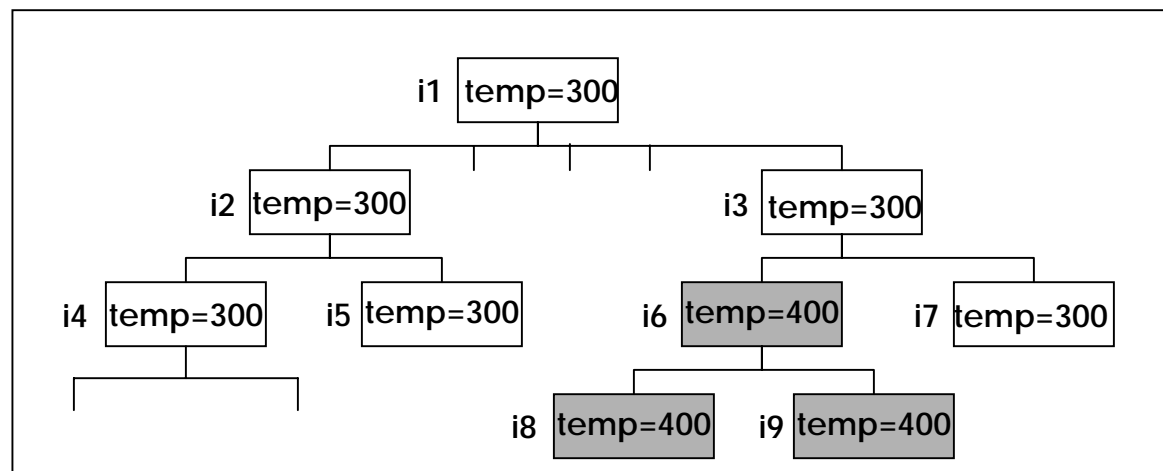 i1 temp=300
i2 temp=300 i3 temp=300
i4 temp=300 i5 temp=300 i6 temp=400 i7 temp=300
i8 temp=400 i9 temp=400